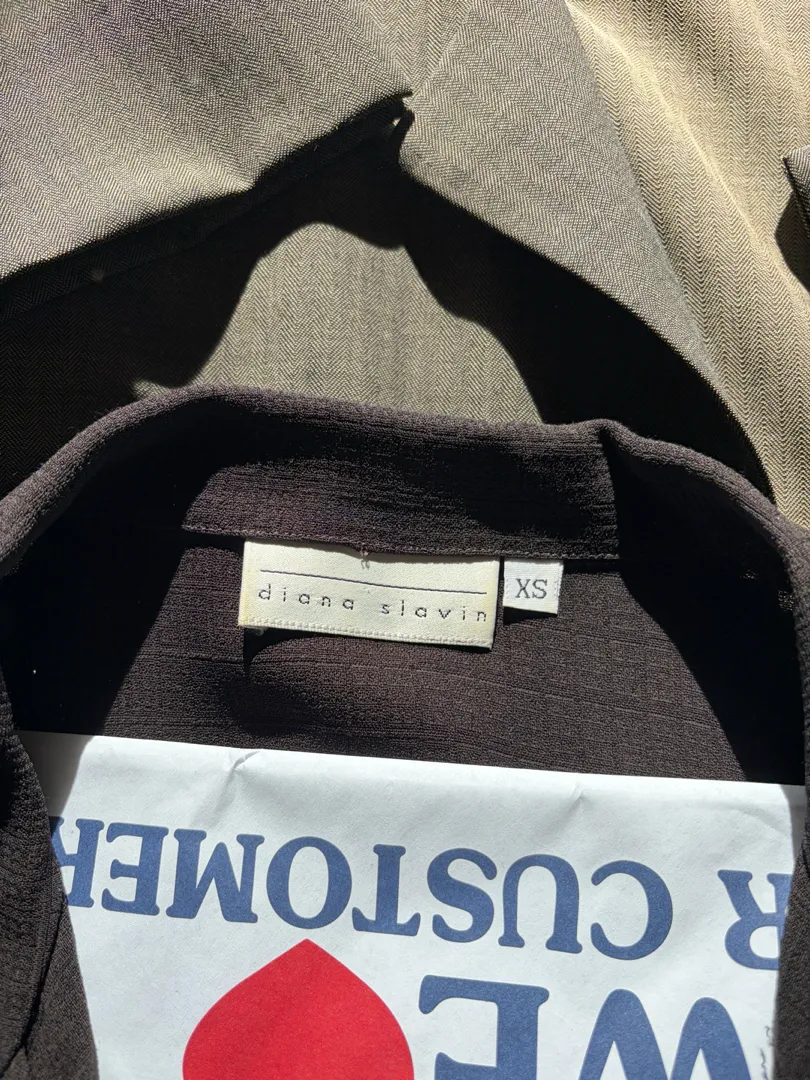 diana slavin
XS
WE
R CUSTOMER